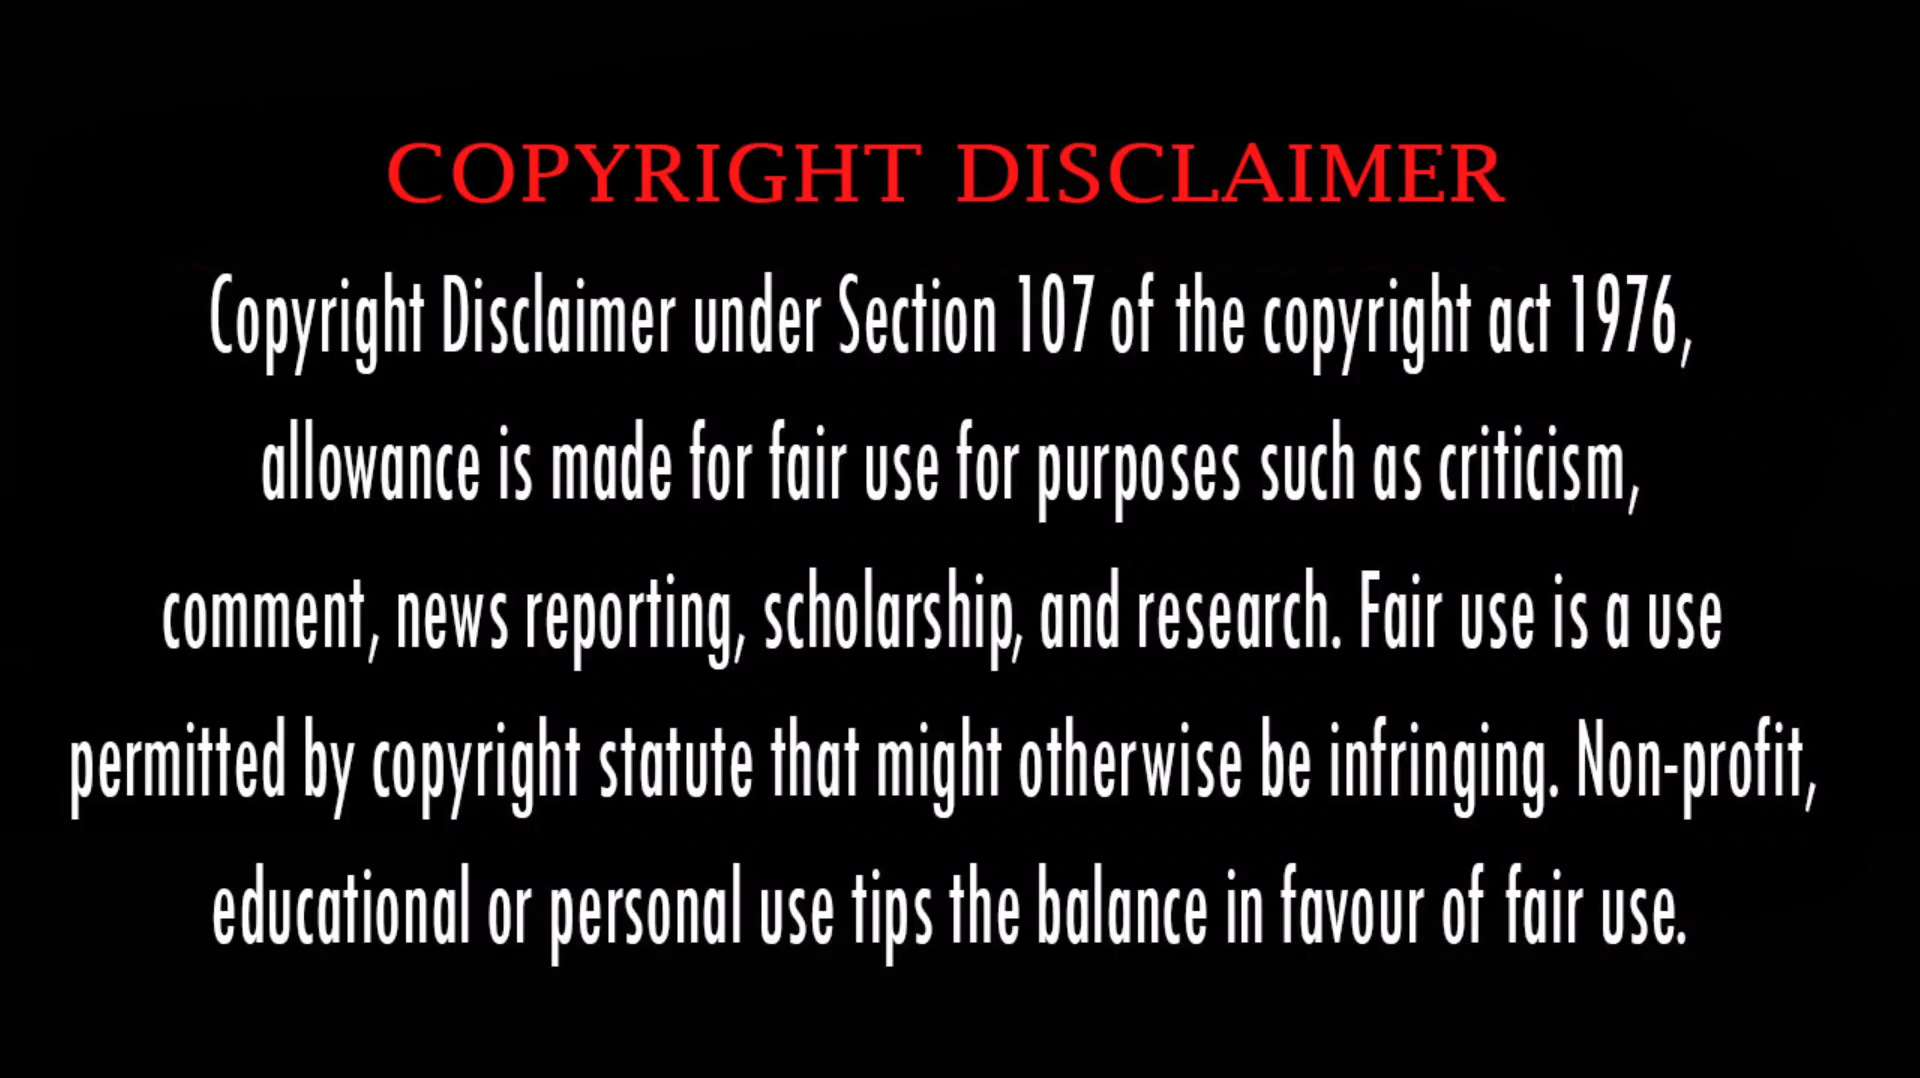 COPYRIGHT DISCLAIMER
Copyright Disclaimer under Section 107 of the copyright act 1976,
allowance is made for fair use for purposes such as criticism,
comment, news reporting, scholarship, and research. Fair use is a use
permitted by copyright statute that might otherwise be infringing. Non-profit,
educational or personal use tips the balance in favour of fair use.